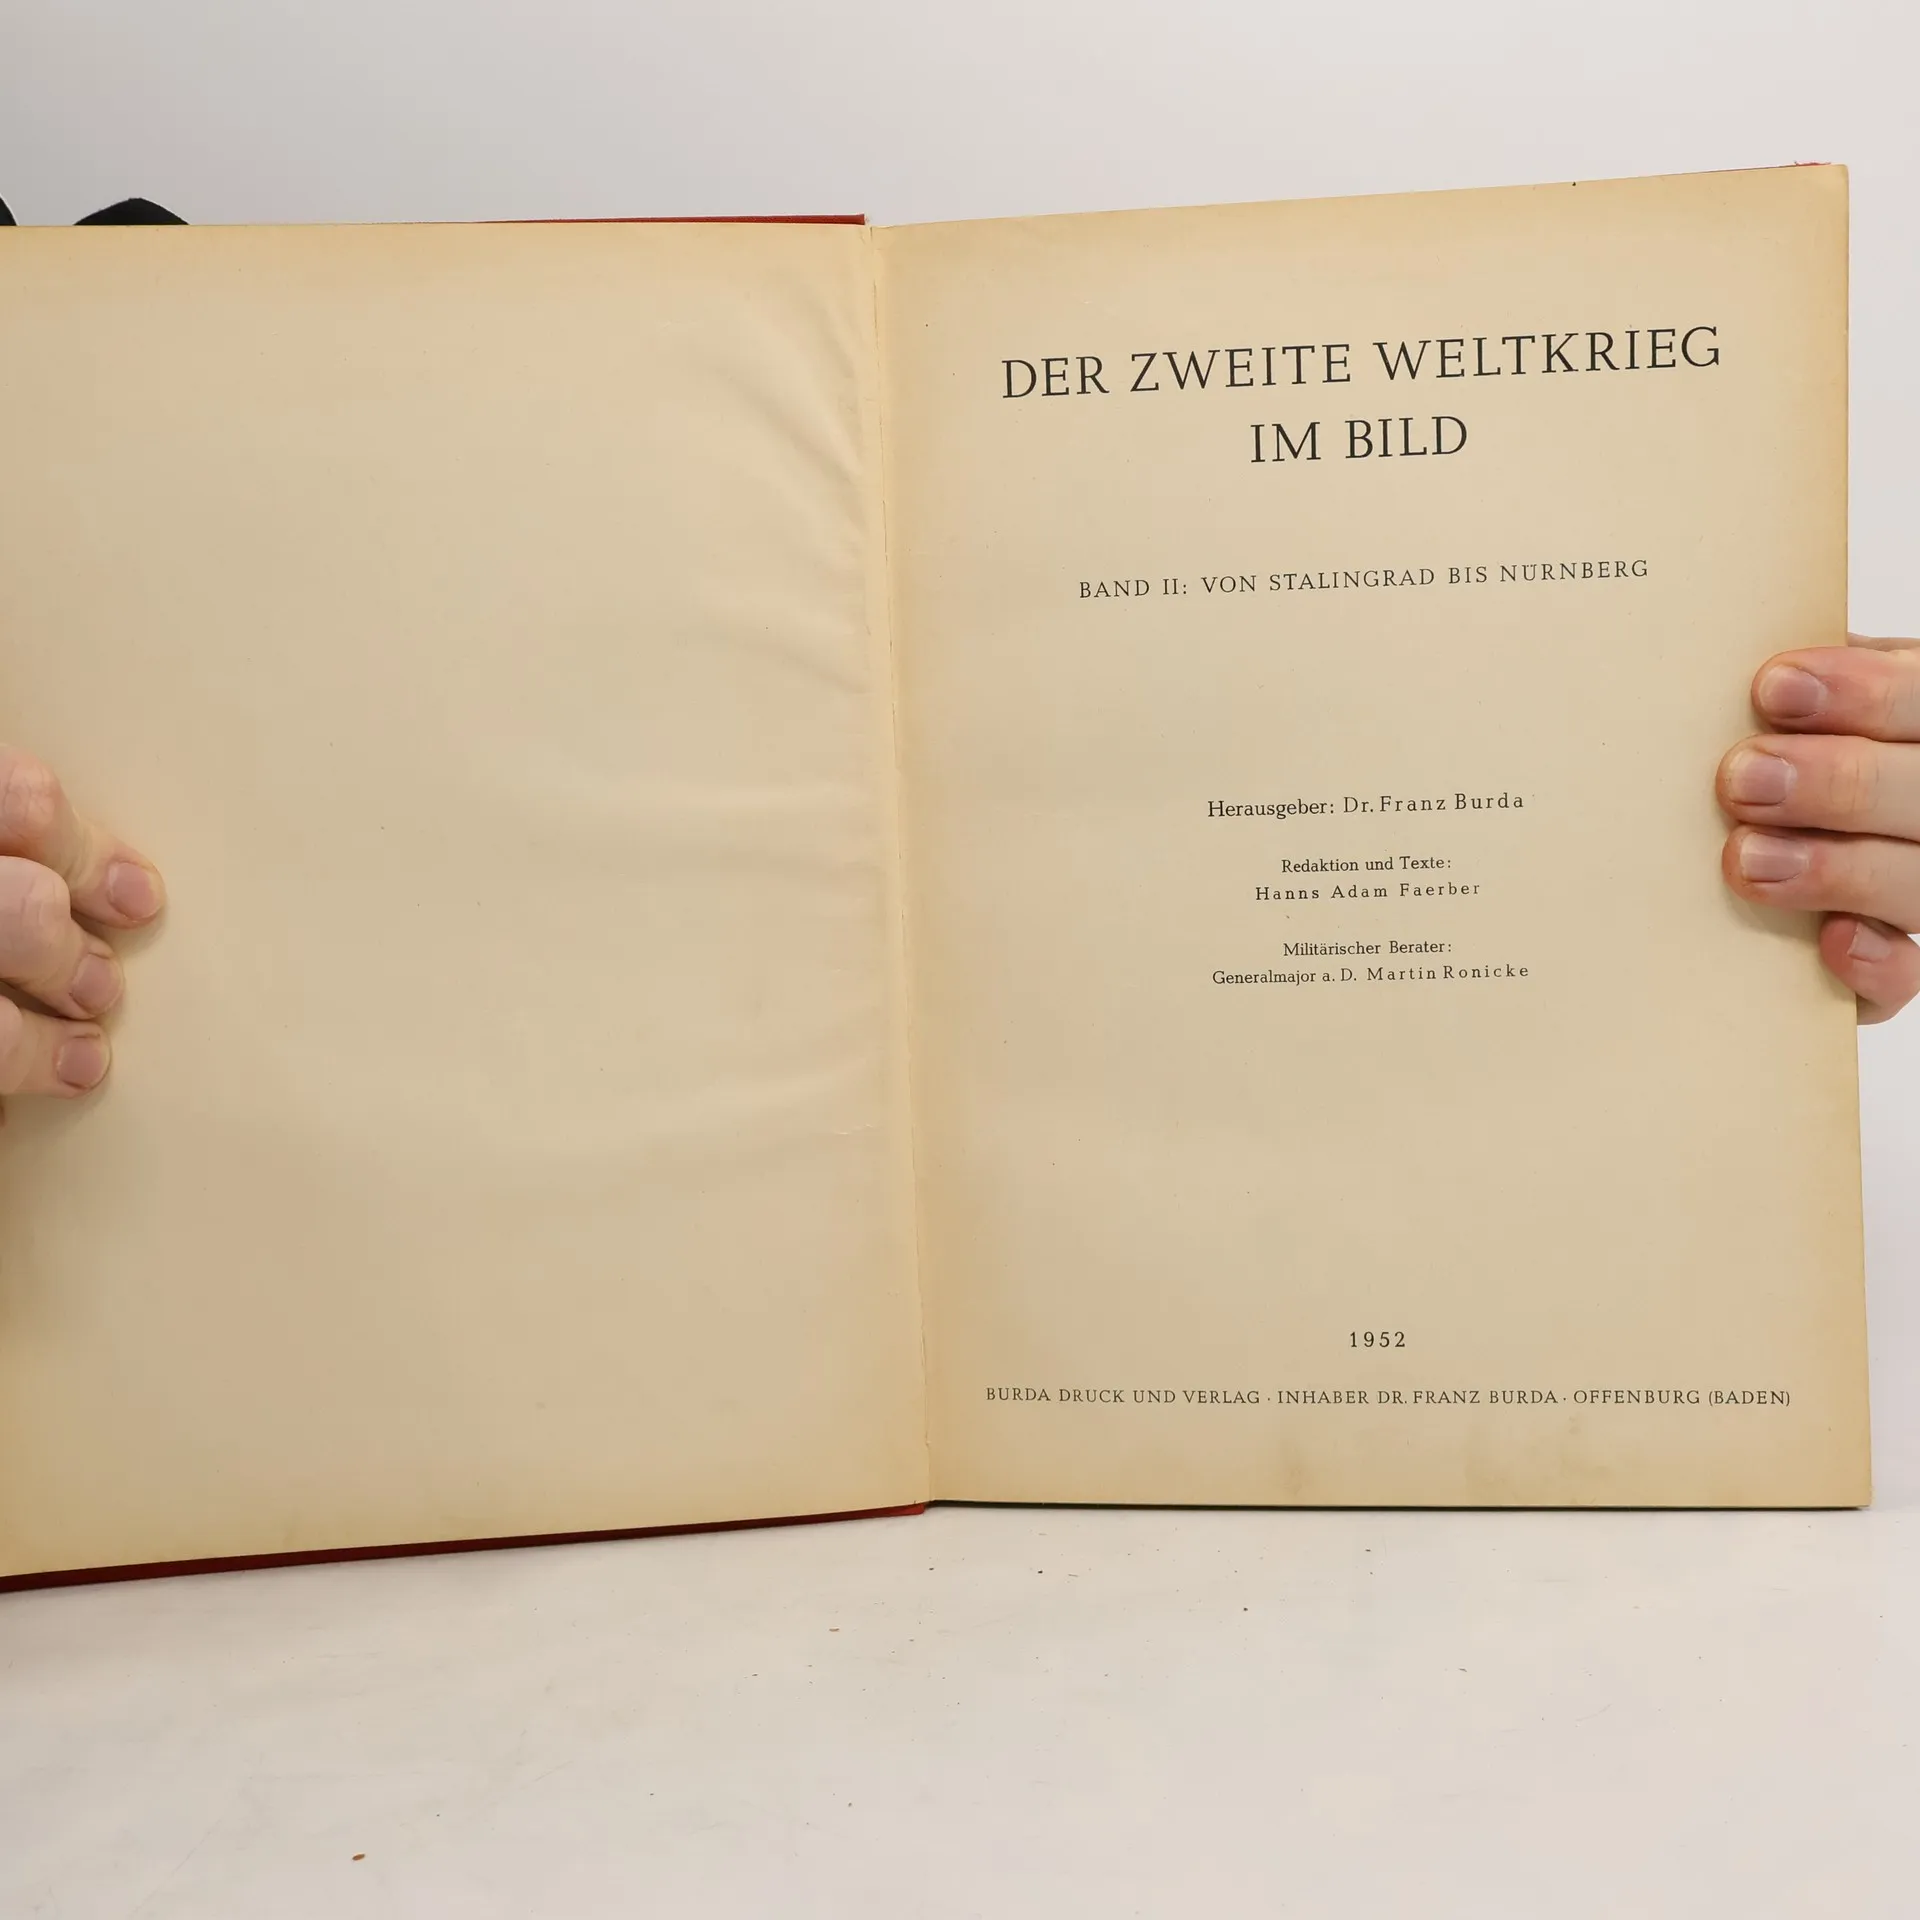 DER ZWEITE WELTKRIEG
IM BILD
BAND II: VON STALINGRAD BIS NÜRNBERG
Herausgeber: Dr. Franz Burda
Redaktion und Texte:
Hanns Adam Faerber
Militärischer Berater:
Generalmajor a. D. Martin Ronicke
1952
BURDA DRUCK UND VERLAG · INHABER DR. FRANZ BURDA · OFFENBURG (BADEN)